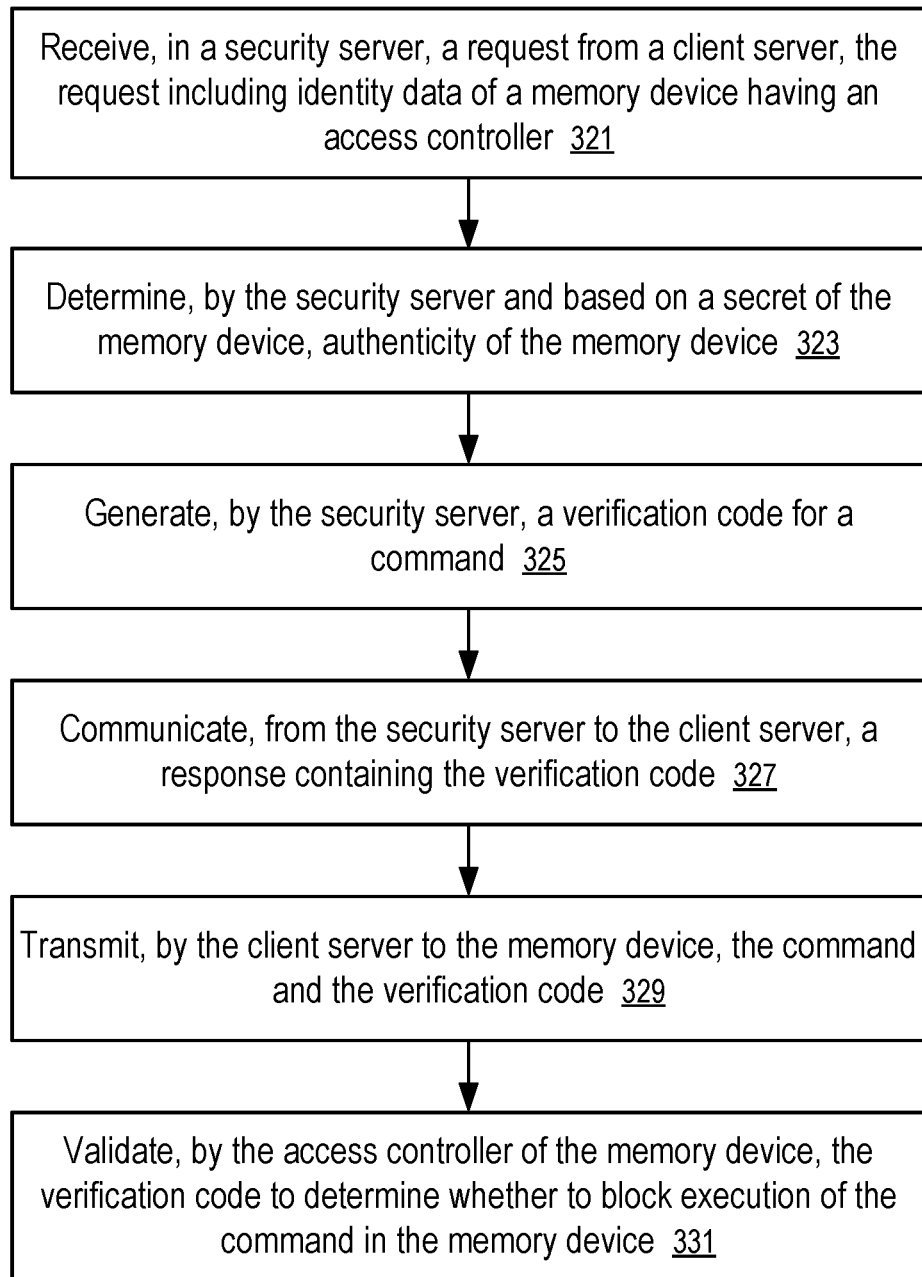 Receive, in a security server, a request from a client server, the
request including identity data of a memory device having an
access controller 321
Determine, by the security server and based on a secret of the
memory device, authenticity of the memory device 323
Generate, by the security server, a verification code for a
command 325
Communicate, from the security server to the client server, a
response containing the verification code 327
Transmit, by the client server to the memory device, the command
and the verification code 329
Validate, by the access controller of the memory device, the
verification code to determine whether to block execution of the
command in the memory device 331